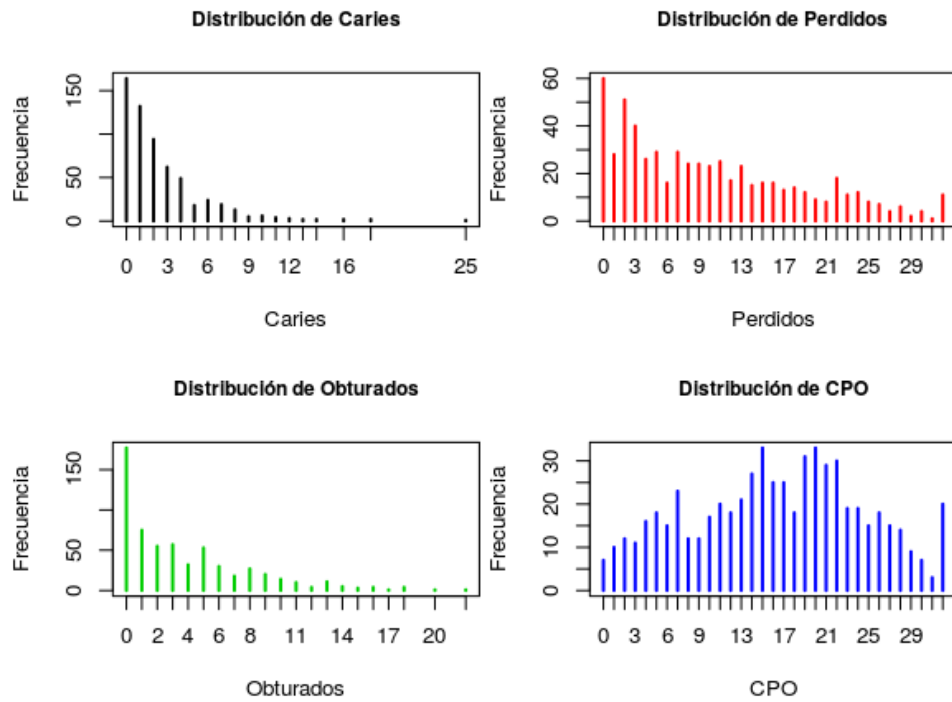 Distribución de Caries
Frecuencia
0 50 150
0 3 6 9 12 16 25
Caries
Distribución de Perdidos
Frecuencia
0 20 40 60
0 3 6 9 13 17 21 25 29
Perdidos
Distribución de Obturados
Frecuencia
0 50 150
0 2 4 6 8 11 14 17 20
Obturados
Distribución de CPO
Frecuencia
0 10 20 30
0 3 6 9 13 17 21 25 29
CPO